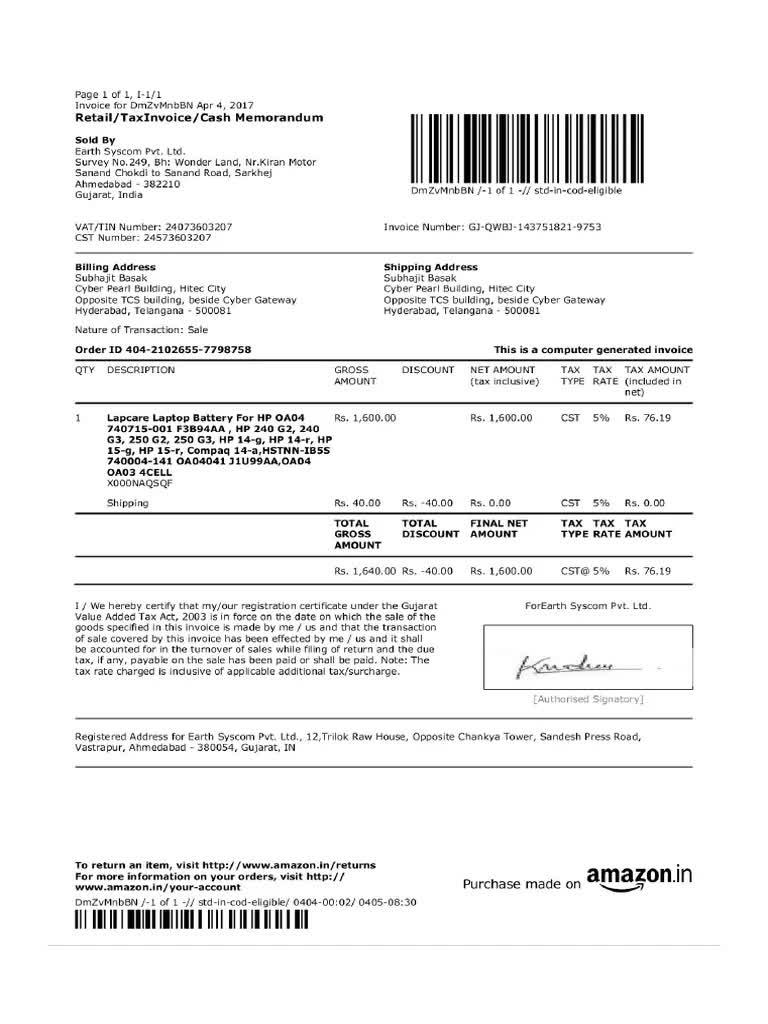 Page 1 of 1, I-1/1
Invoice for DmZvMnbBN Apr 4, 2017
Retail/TaxInvoice/Cash Memorandum
Sold By
Earth Syscom Pvt. Ltd.
Survey No.249, Bh: Wonder Land, Nr.Kiran Motor
Sanand Chokdi to Sanand Road, Sarkhej
Ahmedabad - 382210
Gujarat, India
DmZvMnbBN /-1 of 1 -// std-in-cod-eligible
VAT/TIN Number: 24073603207
CST Number: 24573603207
Invoice Number: GJ-QWBJ-143751821-9753
Billing Address
Subhajit Basak
Cyber Pearl Building, Hitec City
Opposite TCS building, beside Cyber Gateway
Hyderabad, Telangana - 500081
Shipping Address
Subhajit Basak
Cyber Pearl Building, Hitec City
Opposite TCS building, beside Cyber Gateway
Hyderabad, Telangana - 500081
Nature of Transaction: Sale
Order ID 404-2102655-7798758 This is a computer generated invoice
QTY DESCRIPTION GROSS DISCOUNT NET AMOUNT TAX TAX TAX AMOUNT
AMOUNT (tax inclusive) TYPE RATE (included in
net)
1 Lapcare Laptop Battery For HP OA04 Rs. 1,600.00 Rs. 1,600.00 CST 5% Rs. 76.19
740715-001 F3B94AA , HP 240 G2, 240
G3, 250 G2, 250 G3, HP 14-g, HP 14-r, HP
15-g, HP 15-r, Compaq 14-a,HSTNN-IB5S
740004-141 OA04041 J1U99AA,OA04
OA03 4CELL
X000NAQSQF
Shipping Rs. 40.00 Rs. -40.00 Rs. 0.00 CST 5% Rs. 0.00
TOTAL TOTAL FINAL NET TAX TAX TAX
GROSS DISCOUNT AMOUNT TYPE RATE AMOUNT
AMOUNT
Rs. 1,640.00 Rs. -40.00 Rs. 1,600.00 CST@ 5% Rs. 76.19
I / We hereby certify that my/our registration certificate under the Gujarat
Value Added Tax Act, 2003 is in force on the date on which the sale of the
goods specified in this invoice is made by me / us and that the transaction
of sale covered by this invoice has been effected by me / us and it shall
be accounted for in the turnover of sales while filing of return and the due
tax, if any, payable on the sale has been paid or shall be paid. Note: The
tax rate charged is inclusive of applicable additional tax/surcharge.
ForEarth Syscom Pvt. Ltd.
[Authorised Signatory]
Registered Address for Earth Syscom Pvt. Ltd., 12,Trilok Raw House, Opposite Chankya Tower, Sandesh Press Road,
Vastrapur, Ahmedabad - 380054, Gujarat, IN
To return an item, visit http://www.amazon.in/returns
For more information on your orders, visit http://
www.amazon.in/your-account
DmZvMnbBN /-1 of 1 -// std-in-cod-eligible/ 0404-00:02/ 0405-08:30
Purchase made on amazon.in